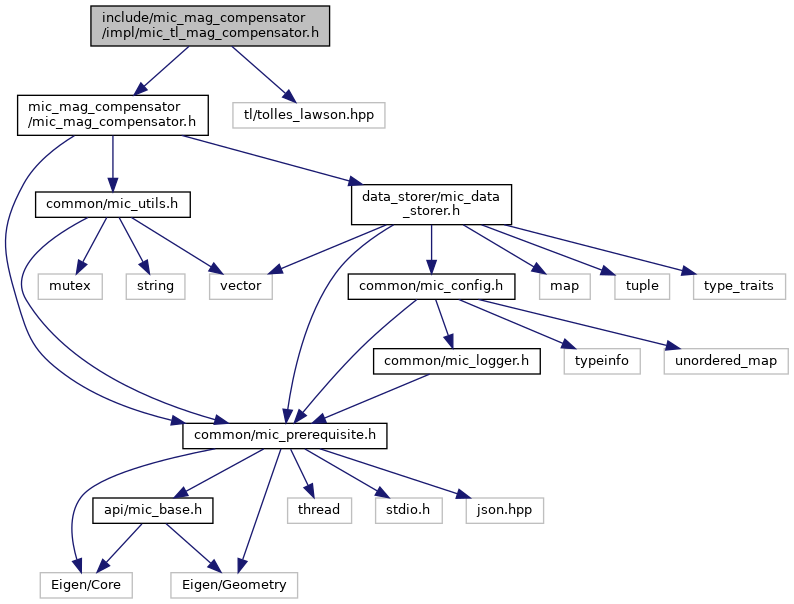 include/mic_mag_compensator
/impl/mic_tl_mag_compensator.h
mic_mag_compensator
/mic_mag_compensator.h
tl/tolles_lawson.hpp
common/mic_utils.h
data_storer/mic_data
_storer.h
mutex
string
vector
common/mic_config.h
map
tuple
type_traits
common/mic_logger.h
typeinfo
unordered_map
common/mic_prerequisite.h
api/mic_base.h
thread
stdio.h
json.hpp
Eigen/Core
Eigen/Geometry